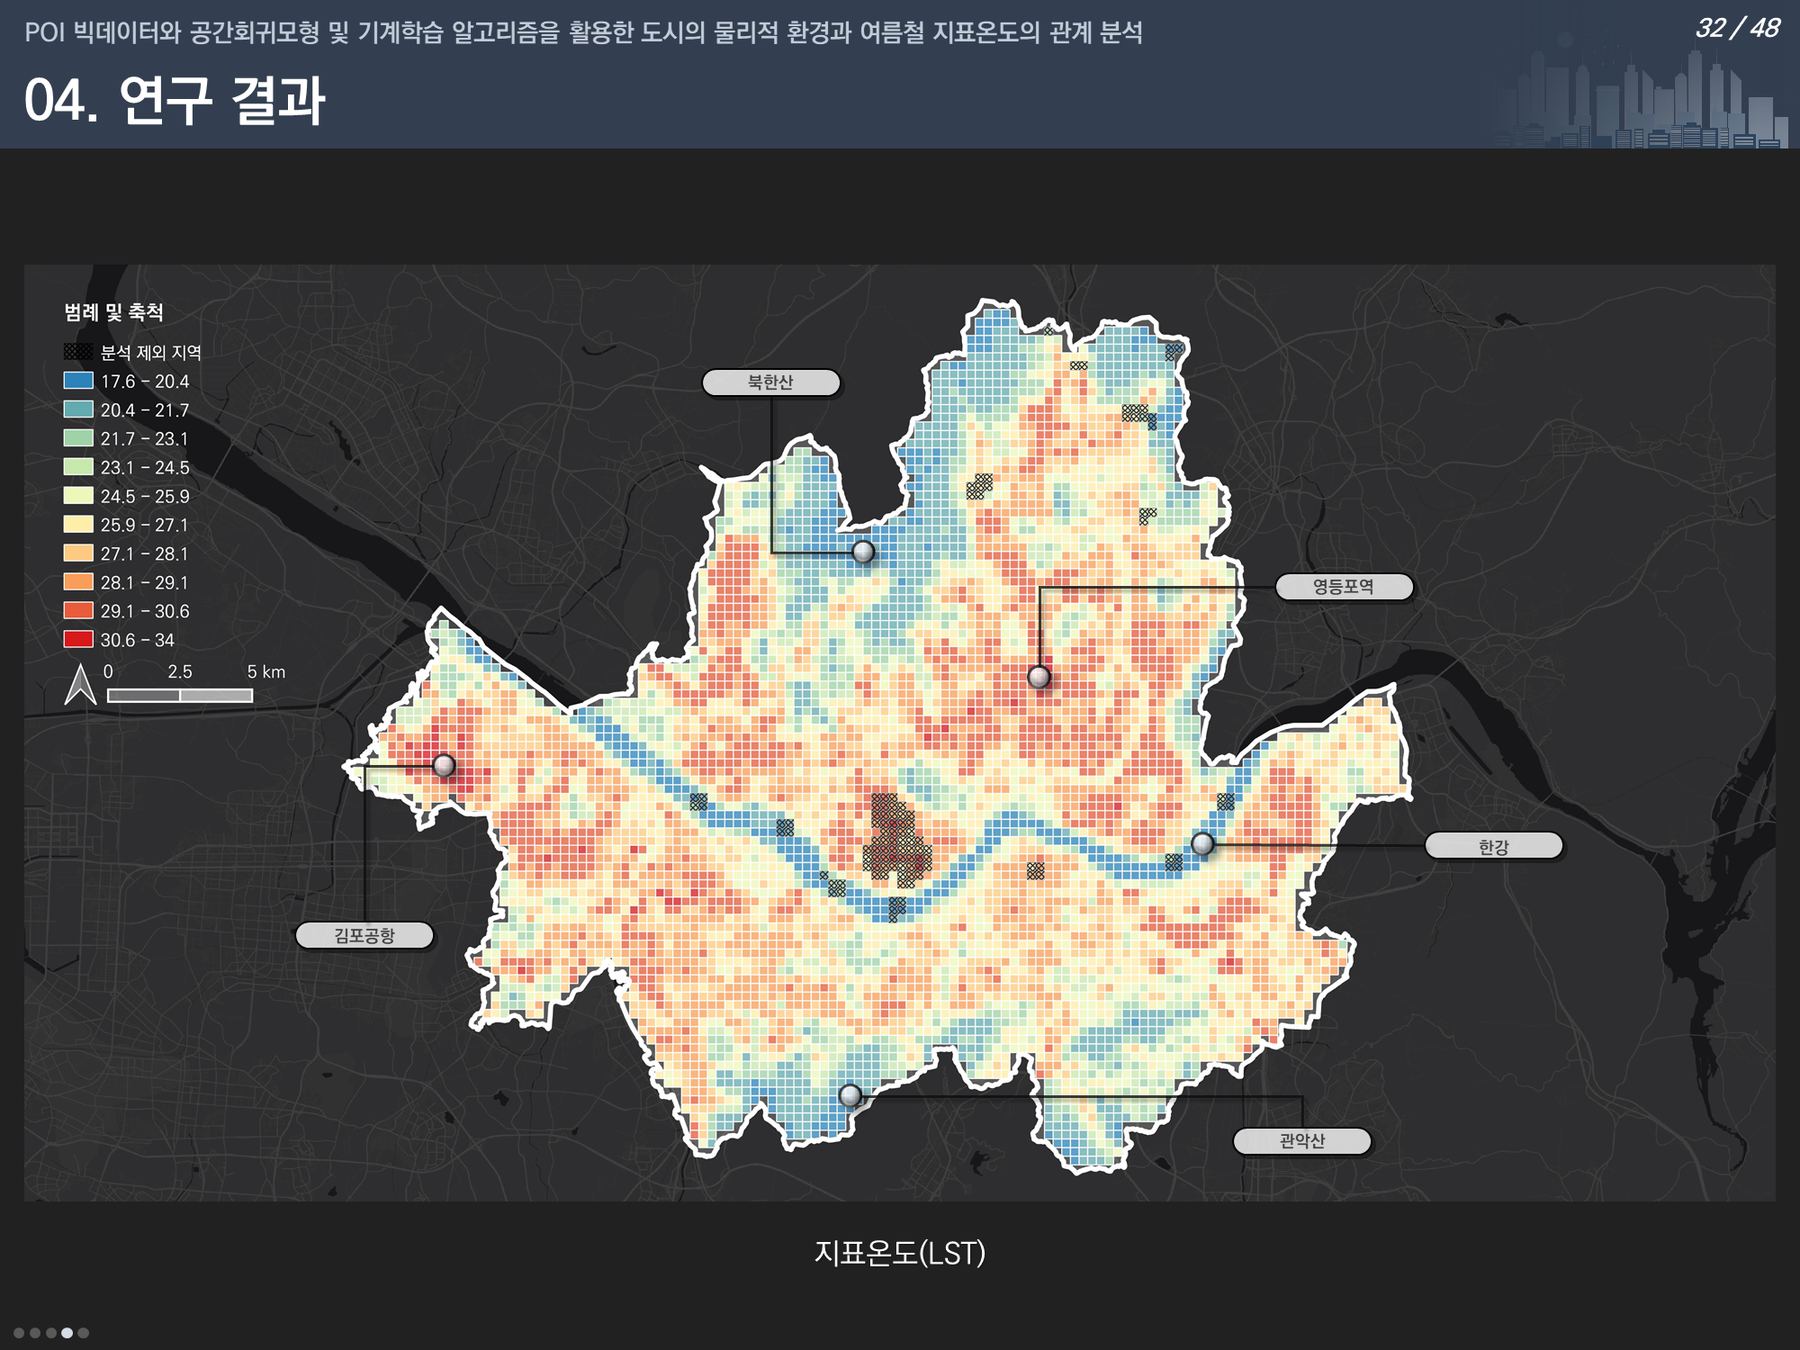 POI 빅데이터와 공간회귀모형 및 기계학습 알고리즘을 활용한 도시의 물리적 환경과 여름철 지표온도의 관계 분석
32 / 48
04. 연구 결과
범례 및 축척
분석 제외 지역
17.6 – 20.4
20.4 – 21.7
21.7 – 23.1
23.1 – 24.5
24.5 – 25.9
25.9 – 27.1
27.1 – 28.1
28.1 – 29.1
29.1 – 30.6
30.6 – 34
0 2.5 5 km
북한산
영등포역
한강
김포공항
관악산
지표온도(LST)